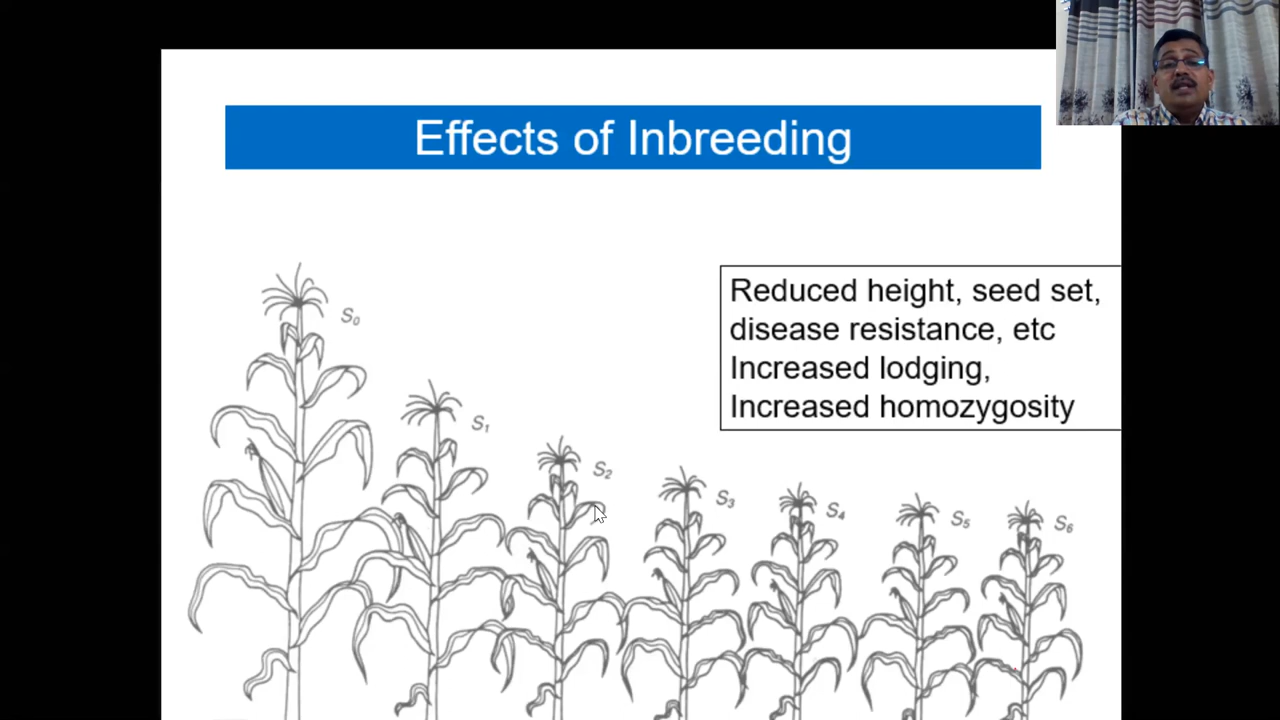 Effects of Inbreeding
Reduced height, seed set,
disease resistance, etc
Increased lodging,
Increased homozygosity
S₀
S₁
S₂
S₃
S₄
S₅
S₆